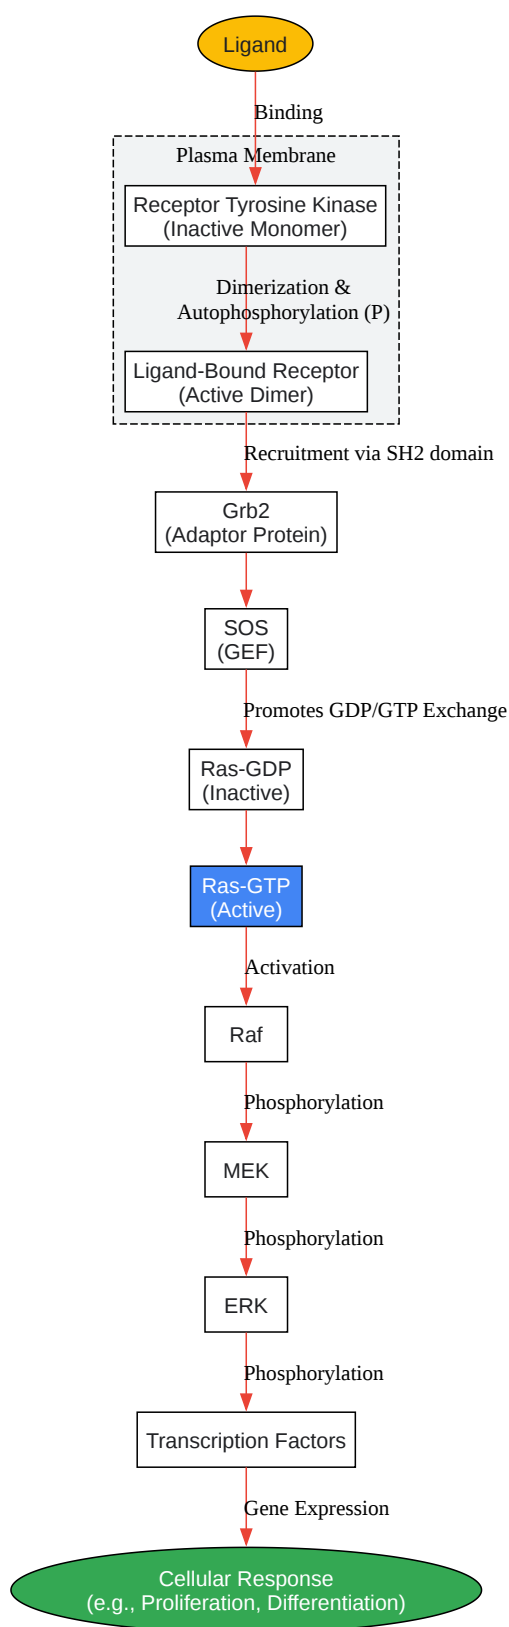 Ligand
Binding
Plasma Membrane
Receptor Tyrosine Kinase
(Inactive Monomer)
Dimerization &
Autophosphorylation (P)
Ligand-Bound Receptor
(Active Dimer)
Recruitment via SH2 domain
Grb2
(Adaptor Protein)
SOS
(GEF)
Promotes GDP/GTP Exchange
Ras-GDP
(Inactive)
Ras-GTP
(Active)
Activation
Raf
Phosphorylation
MEK
Phosphorylation
ERK
Phosphorylation
Transcription Factors
Gene Expression
Cellular Response
(e.g., Proliferation, Differentiation)